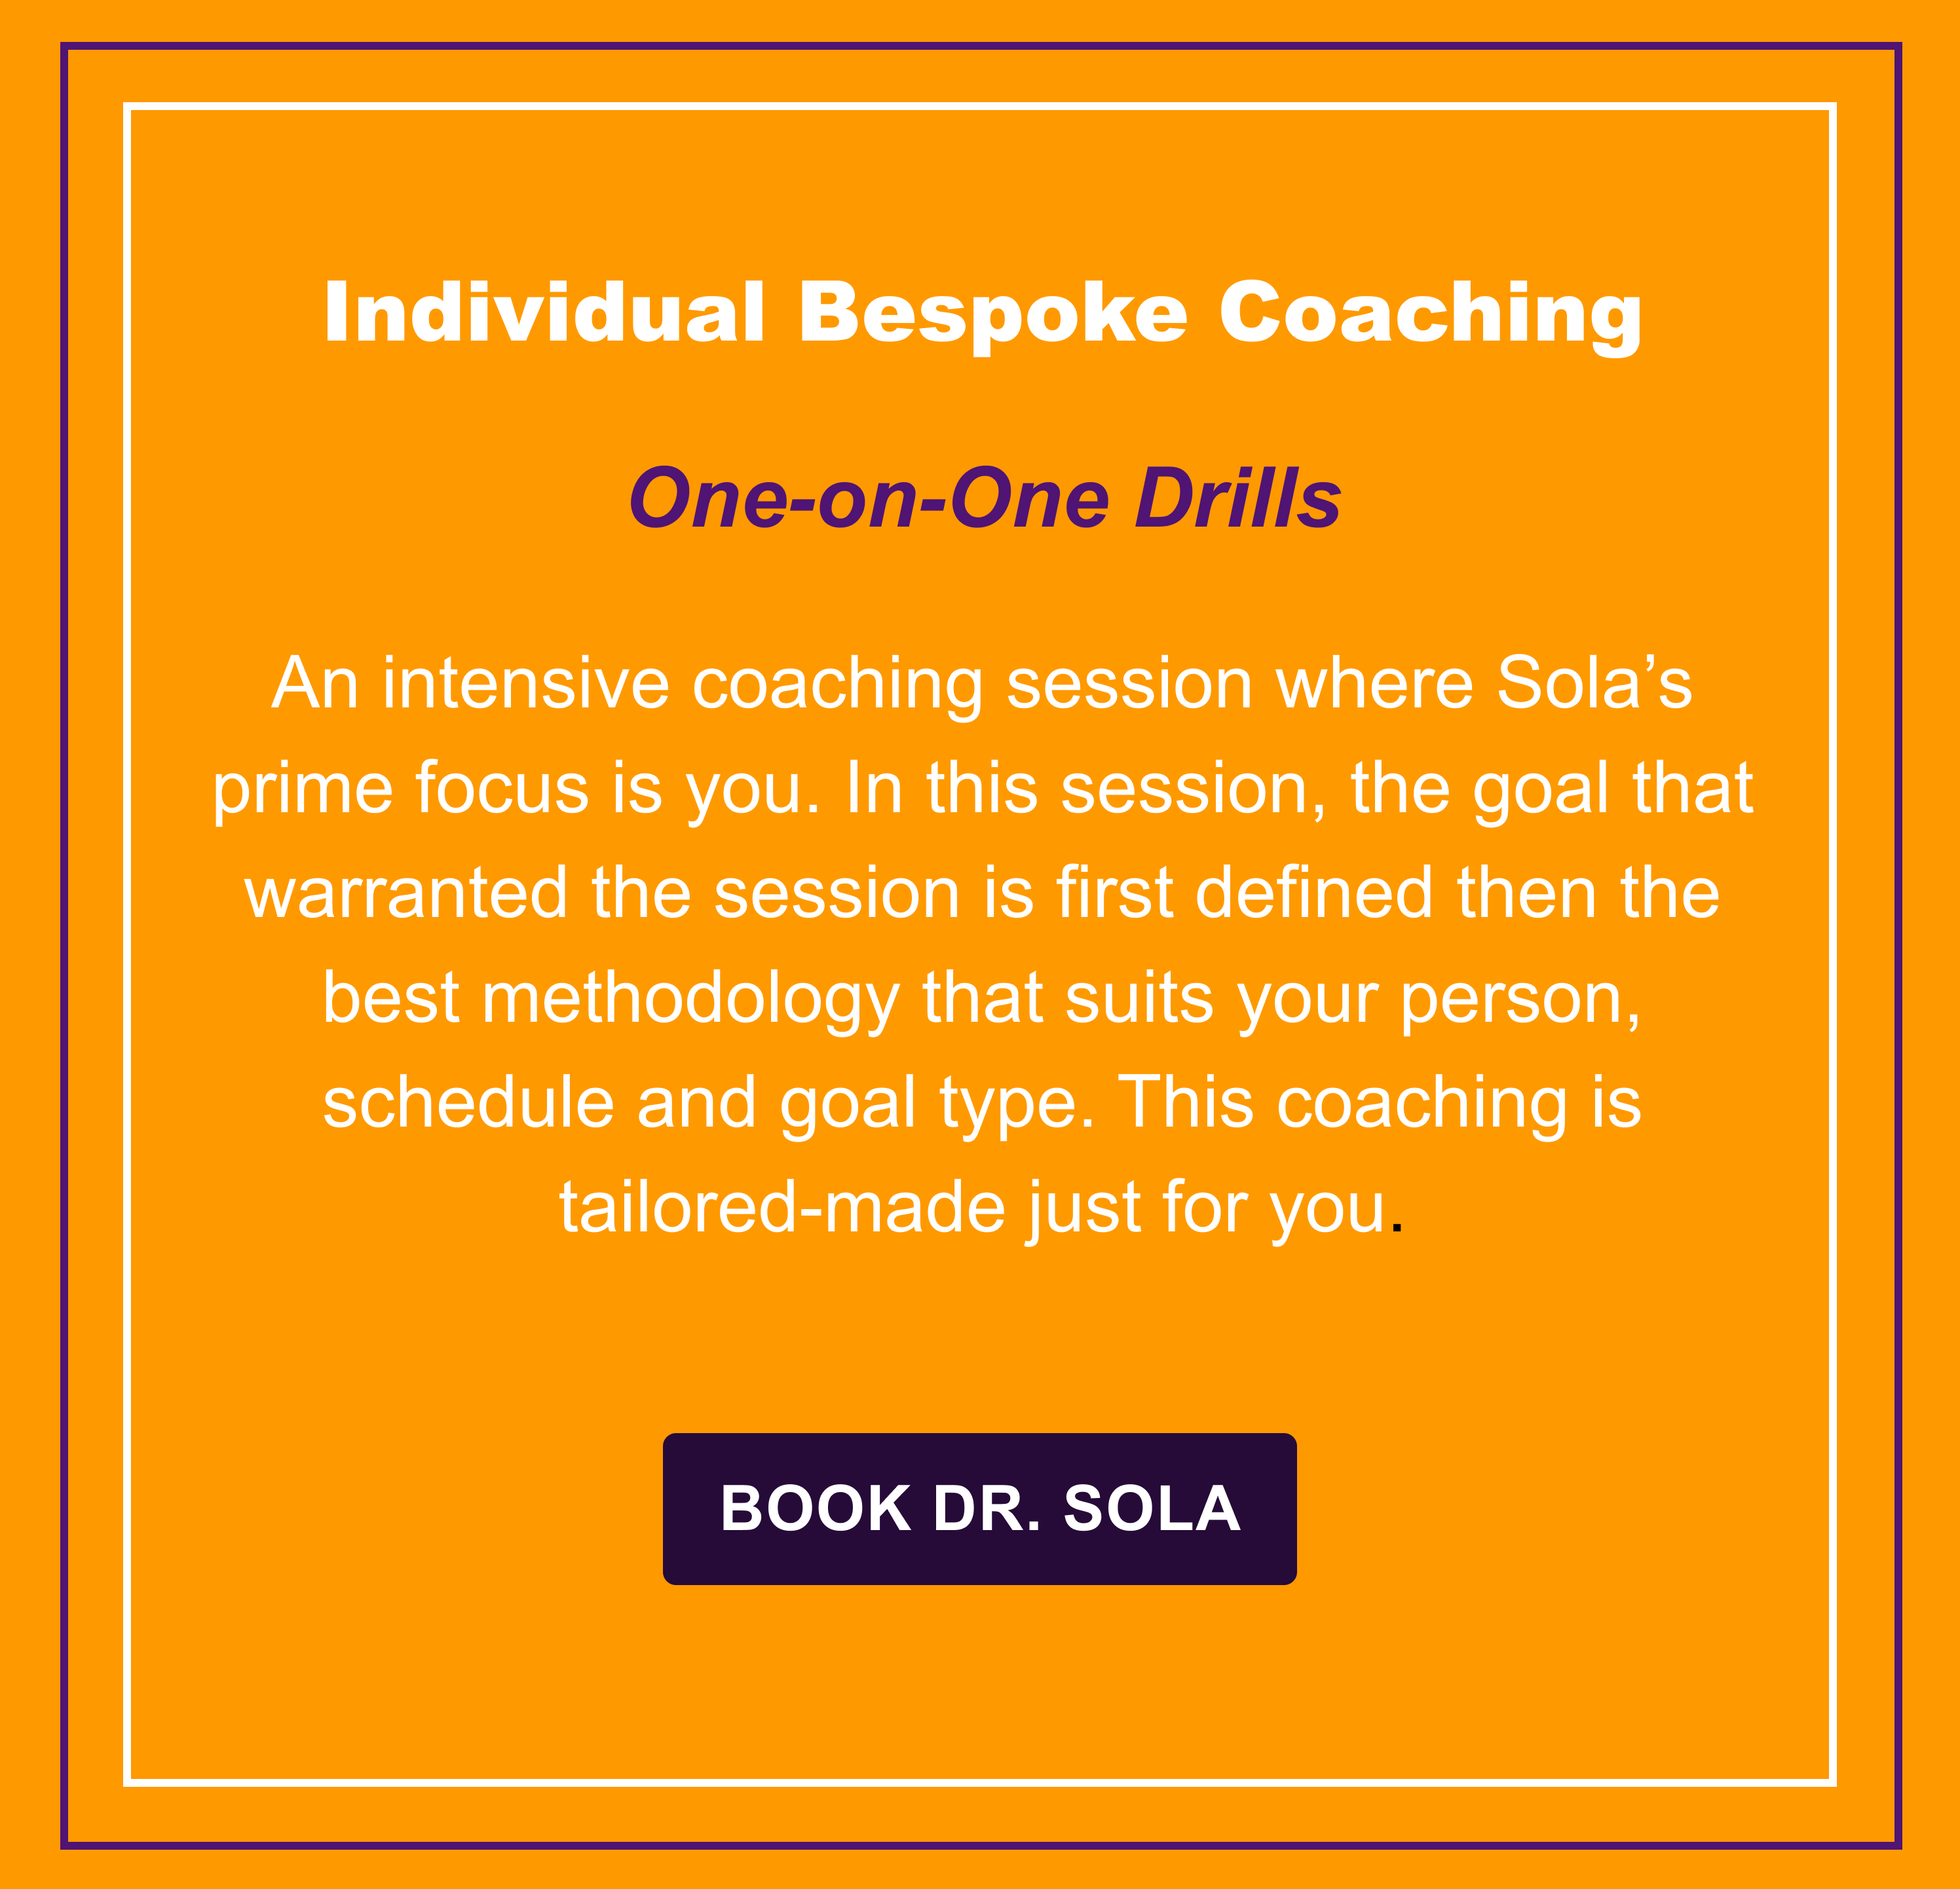 Individual Bespoke Coaching
One-on-One Drills
An intensive coaching session where Sola’s
prime focus is you. In this session, the goal that
warranted the session is first defined then the
best methodology that suits your person,
schedule and goal type. This coaching is
tailored-made just for you.
BOOK DR. SOLA